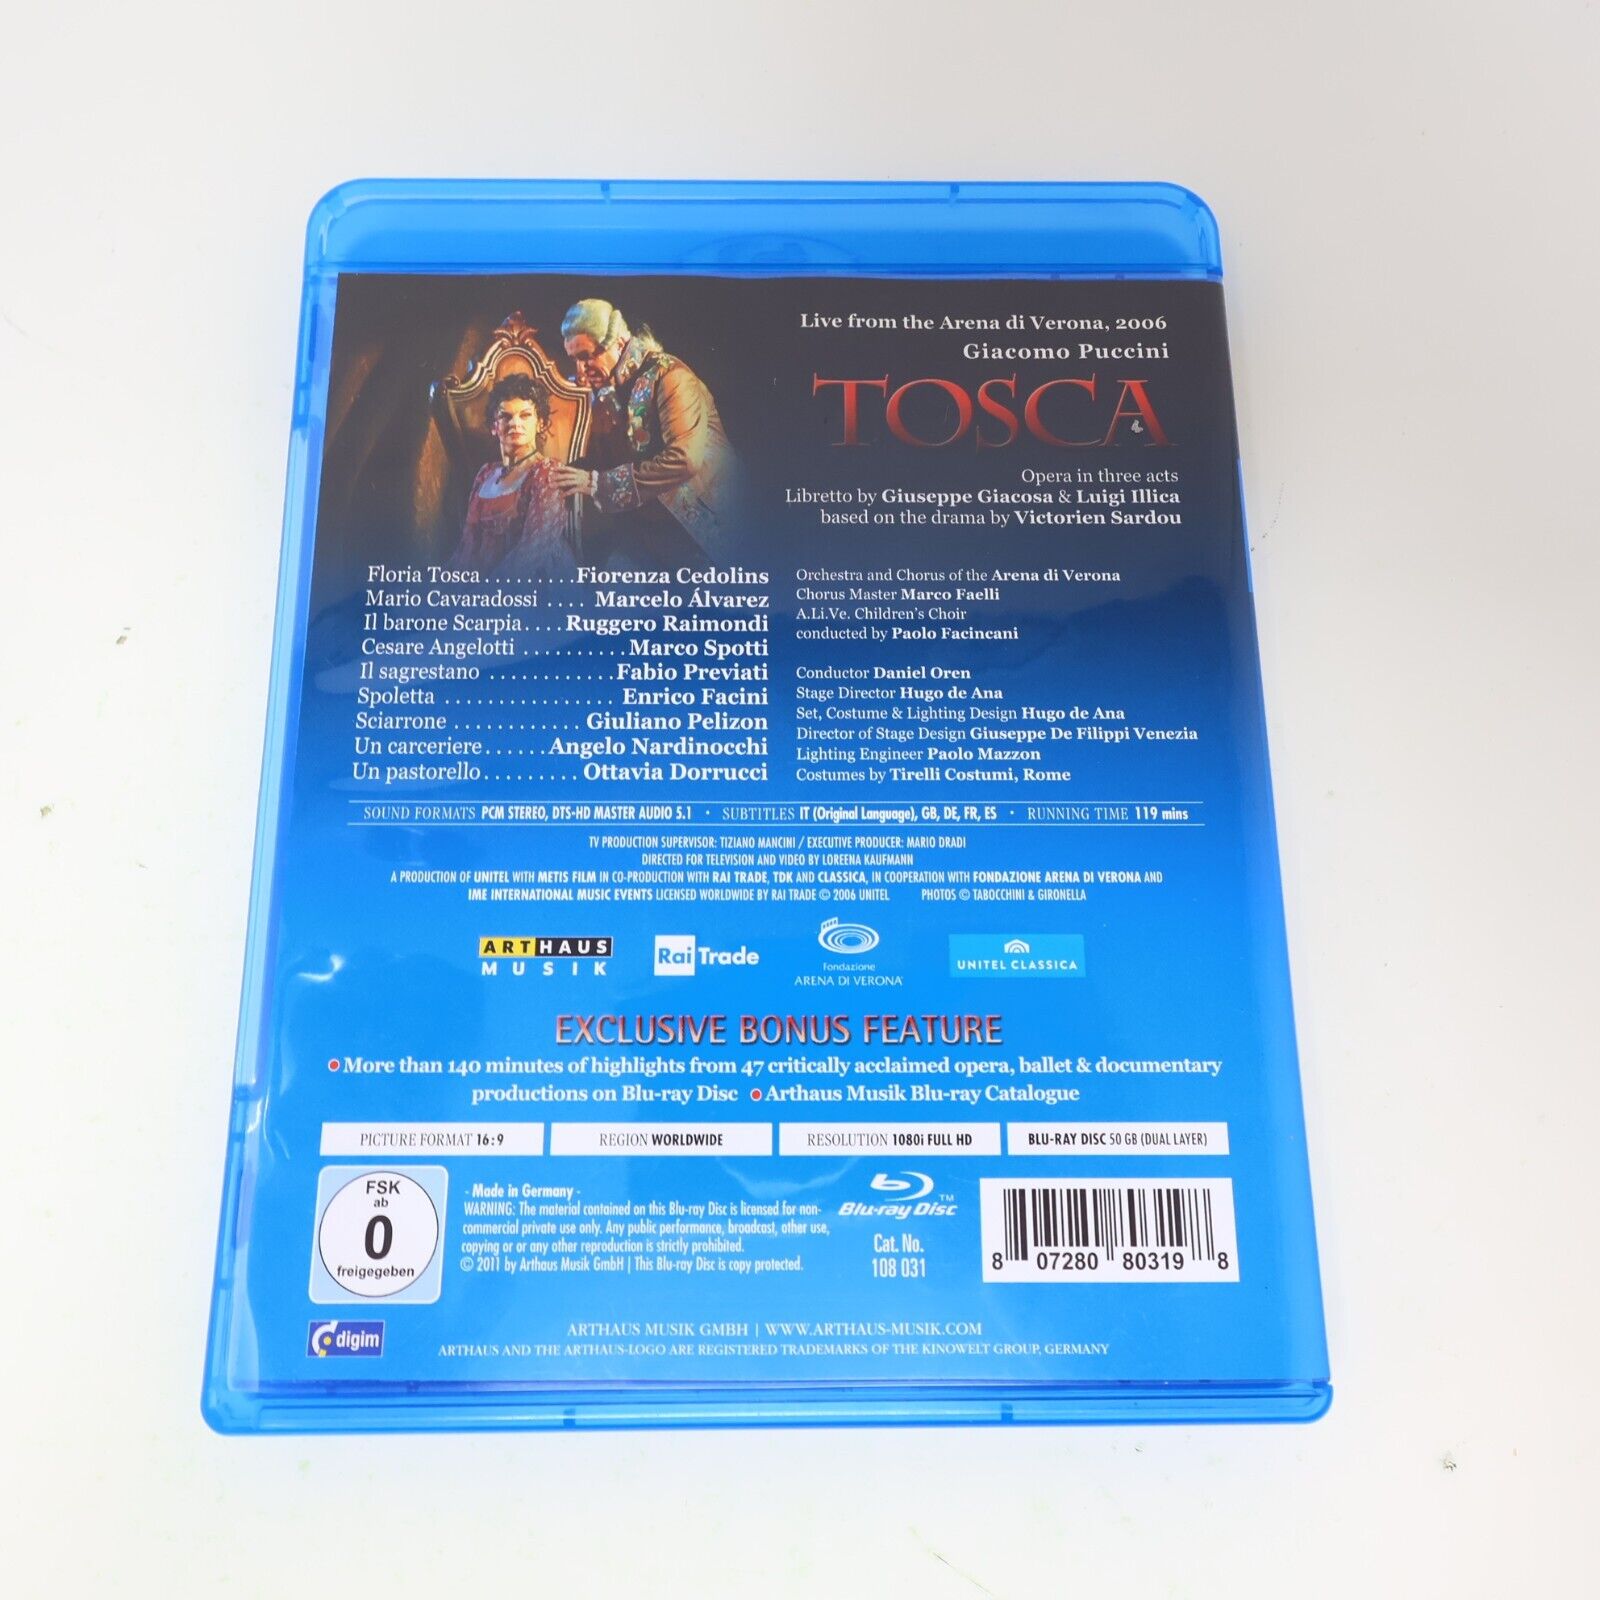 Live from the Arena di Verona, 2006
Giacomo Puccini
TOSCA
Opera in three acts
Libretto by Giuseppe Giacosa & Luigi Illica
based on the drama by Victorien Sardou
Floria Tosca . . . . . . . . . Fiorenza Cedolins
Mario Cavaradossi . . . . Marcelo Álvarez
Il barone Scarpia . . . . Ruggero Raimondi
Cesare Angelotti . . . . . . . . . . Marco Spotti
Il sagrestano . . . . . . . . . . . . Fabio Previati
Spoletta . . . . . . . . . . . . . . . . Enrico Facini
Sciarrone . . . . . . . . . . . . Giuliano Pelizon
Un carceriere . . . . . . Angelo Nardinocchi
Un pastorello . . . . . . . . . Ottavia Dorrucci
Orchestra and Chorus of the Arena di Verona
Chorus Master Marco Faelli
A.Li.Ve. Children's Choir
conducted by Paolo Facincani
Conductor Daniel Oren
Stage Director Hugo de Ana
Set, Costume & Lighting Design Hugo de Ana
Director of Stage Design Giuseppe De Filippi Venezia
Lighting Engineer Paolo Mazzon
Costumes by Tirelli Costumi, Rome
SOUND FORMATS PCM STEREO, DTS-HD MASTER AUDIO 5.1 · SUBTITLES IT (Original Language), GB, DE, FR, ES · RUNNING TIME 119 mins
TV PRODUCTION SUPERVISOR: TIZIANO MANCINI / EXECUTIVE PRODUCER: MARIO DRADI
DIRECTED FOR TELEVISION AND VIDEO BY LOREENA KAUFMANN
A PRODUCTION OF UNITEL WITH METIS FILM IN CO-PRODUCTION WITH RAI TRADE, TDK AND CLASSICA, IN COOPERATION WITH FONDAZIONE ARENA DI VERONA AND
IME INTERNATIONAL MUSIC EVENTS LICENSED WORLDWIDE BY RAI TRADE © 2006 UNITEL PHOTOS © TABOCCHINI & GIRONELLA
ARTHAUS
MUSIK
Rai Trade
Fondazione
ARENA DI VERONA
UNITEL CLASSICA
EXCLUSIVE BONUS FEATURE
• More than 140 minutes of highlights from 47 critically acclaimed opera, ballet & documentary
productions on Blu-ray Disc • Arthaus Musik Blu-ray Catalogue
PICTURE FORMAT 16:9
REGION WORLDWIDE
RESOLUTION 1080i FULL HD
BLU-RAY DISC 50 GB (DUAL LAYER)
FSK
ab
0
freigegeben
- Made in Germany -
WARNING: The material contained on this Blu-ray Disc is licensed for non-
commercial private use only. Any public performance, broadcast, other use,
copying or or any other reproduction is strictly prohibited.
© 2011 by Arthaus Musik GmbH | This Blu-ray Disc is copy protected.
Blu-ray Disc™
Cat. No.
108 031
8 07280 80319 8
digim
ARTHAUS MUSIK GMBH | WWW.ARTHAUS-MUSIK.COM
ARTHAUS AND THE ARTHAUS-LOGO ARE REGISTERED TRADEMARKS OF THE KINOWELT GROUP, GERMANY